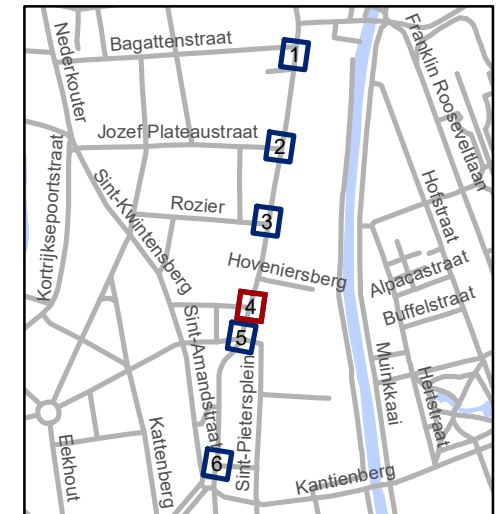 Nederkouter
Bagattenstraat
1
Franklin Rooseveltlaan
Jozef Plateaustraat
2
Kortrijksepoortstraat
Sint-Kwintensberg
Rozier
3
Hofstraat
Hoveniersberg
Alpacastraat
4
Buffelstraat
5
Sint-Amandstraat
Sint-Pietersplein
Muinkkaai
Hertstraat
Eekhout
Kattenberg
6
Kantienberg